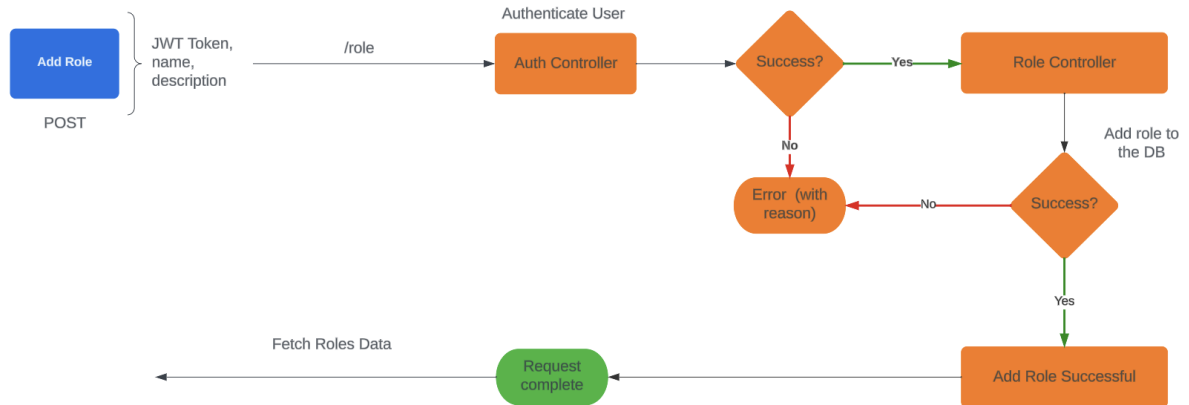 Authenticate User
Add Role
JWT Token,
name,
description
/role
Auth Controller
Success?
Yes
Role Controller
POST
No
Add role to
the DB
Error (with
reason)
No
Success?
Yes
Fetch Roles Data
Request
complete
Add Role Successful